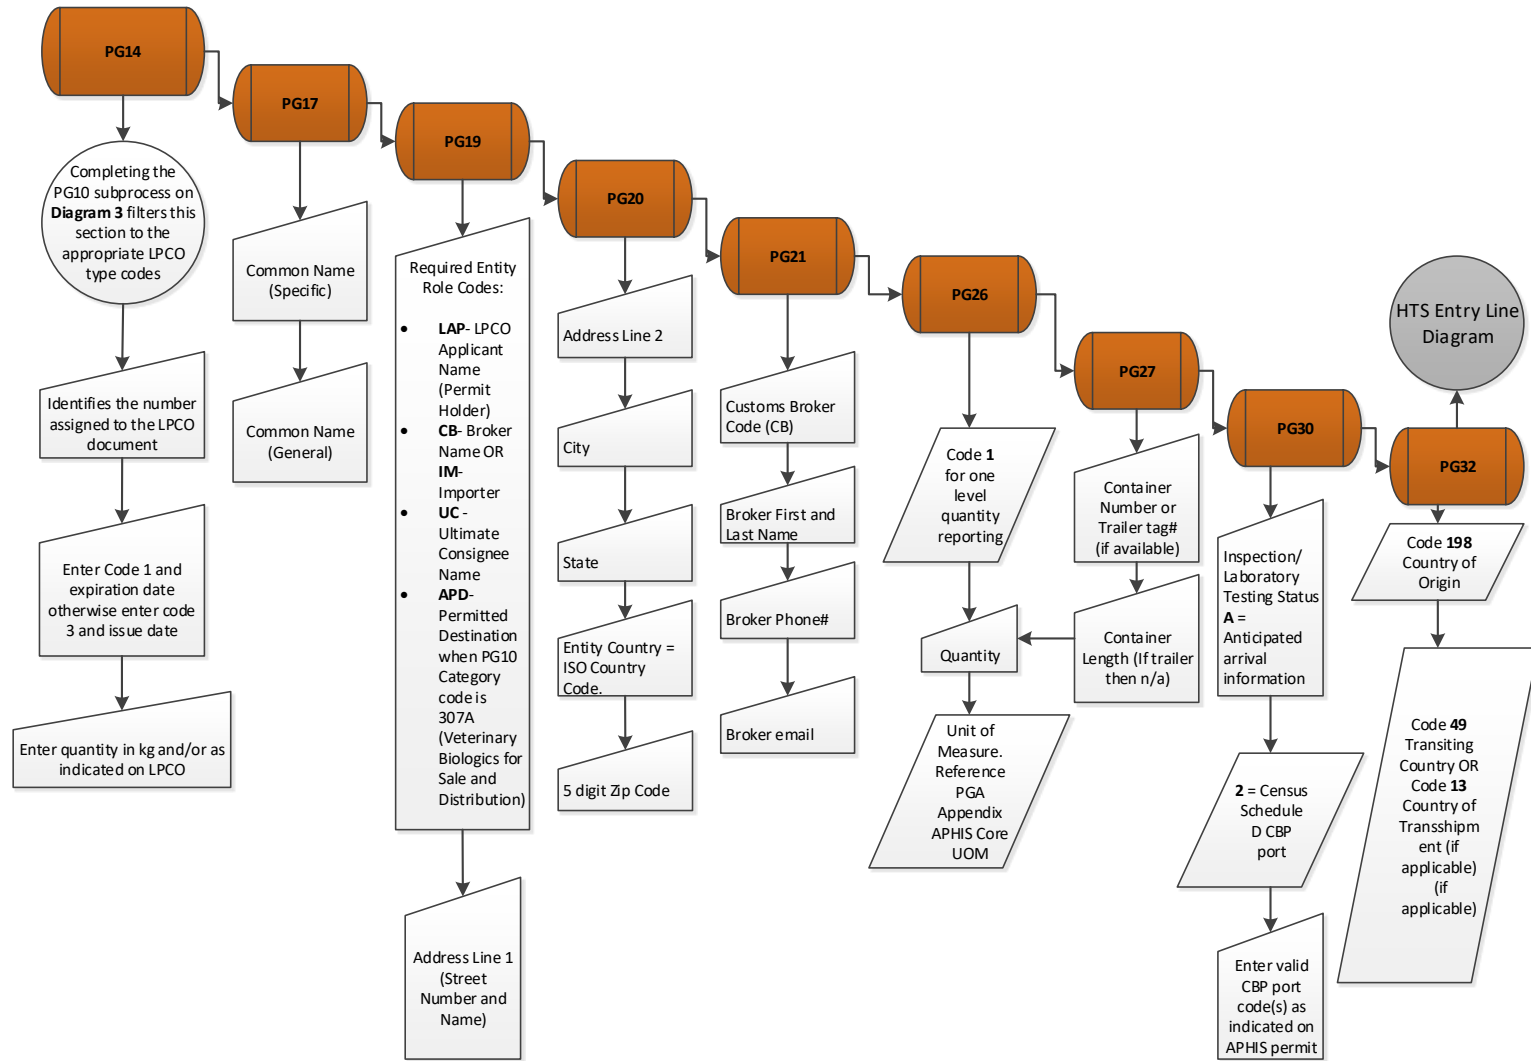 PG14
Completing the
PG10 subprocess on
Diagram 3 filters this
section to the
appropriate LPCO
type codes
Identifies the number
assigned to the LPCO
document
Enter Code 1 and
expiration date
otherwise enter code
3 and issue date
Enter quantity in kg and/or as
indicated on LPCO
PG17
Common Name
(Specific)
Common Name
(General)
PG19
Required Entity
Role Codes:
• LAP- LPCO
Applicant
Name
(Permit
Holder)
• CB- Broker
Name OR
IM-
Importer
• UC -
Ultimate
Consignee
Name
• APD-
Permitted
Destination
when PG10
Category
code is
307A
(Veterinary
Biologics for
Sale and
Distribution)
Address Line 1
(Street
Number and
Name)
PG20
Address Line 2
City
State
Entity Country =
ISO Country
Code.
5 digit Zip Code
PG21
Customs Broker
Code (CB)
Broker First and
Last Name
Broker Phone#
Broker email
PG26
Code 1
for one
level
quantity
reporting
Quantity
Unit of
Measure.
Reference
PGA
Appendix
APHIS Core
UOM
PG27
Container
Number or
Trailer tag#
(if available)
Container
Length (If trailer
then n/a)
PG30
Inspection/
Laboratory
Testing Status
A =
Anticipated
arrival
information
2 = Census
Schedule
D CBP
port
Enter valid
CBP port
code(s) as
indicated on
APHIS permit
HTS Entry Line
Diagram
PG32
Code 198
Country of
Origin
Code 49
Transiting
Country OR
Code 13
Country of
Transshipm
ent (if
applicable)
(if
applicable)